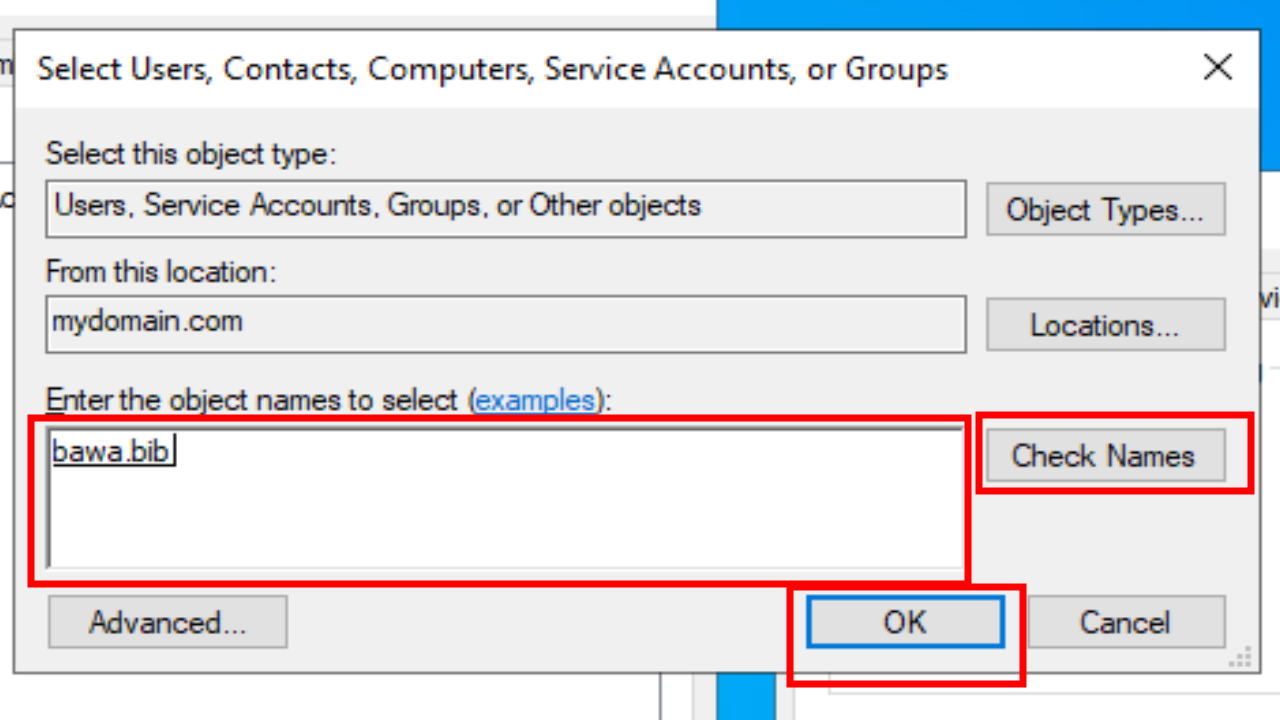 Select Users, Contacts, Computers, Service Accounts, or Groups
Select this object type:
Users, Service Accounts, Groups, or Other objects
Object Types...
From this location:
mydomain.com
Locations...
Enter the object names to select (examples):
bawa.bib
Check Names
Advanced...
OK
Cancel